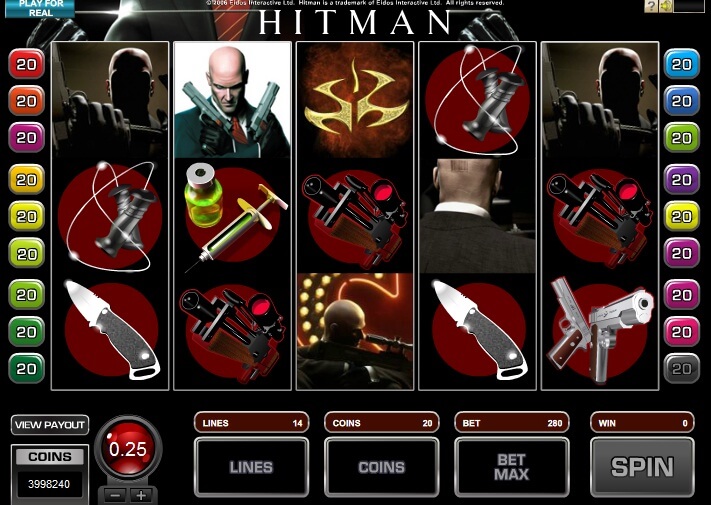 ©2006 Eidos Interactive Ltd. Hitman is a trademark of Eidos Interactive Ltd. All rights reserved.
PLAY FOR
REAL
HITMAN
?
20 20
20 20
20 20
20 20
20 20
20 20
20 20
20 20
20 20
VIEW PAYOUT
COINS
3998240
0.25
- +
LINES 14
COINS 20
BET 280
WIN 0
LINES
COINS
BET
MAX
SPIN